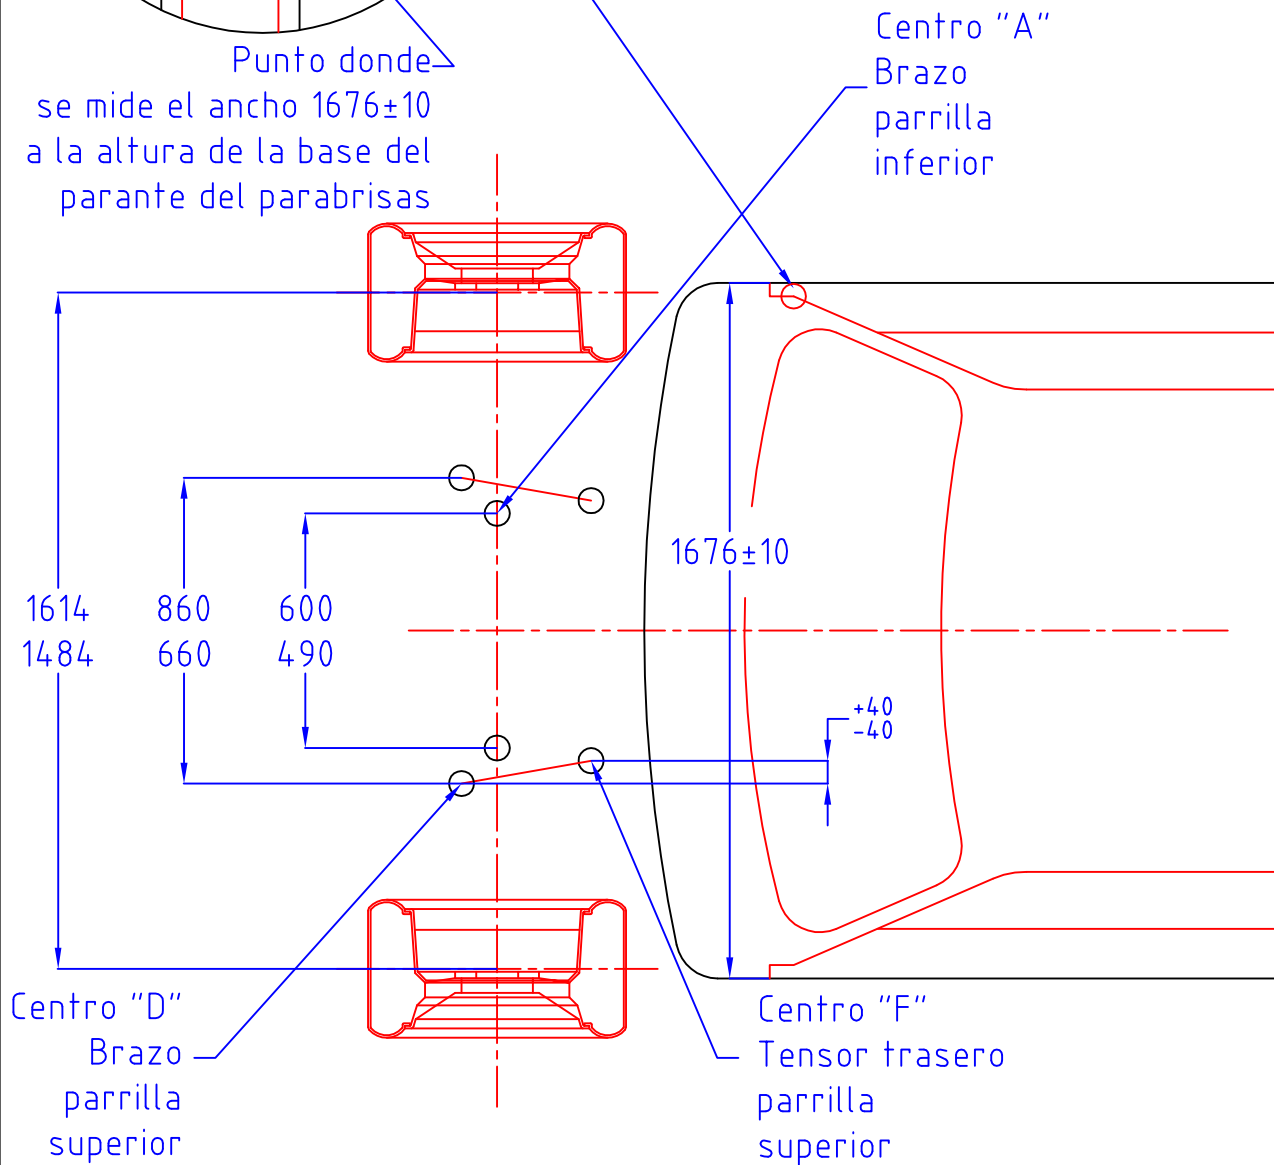 Punto donde
se mide el ancho 1676±10
a la altura de la base del
parante del parabrisas
Centro "A"
Brazo
parrilla
inferior
1676±10
1614
1484
860
660
600
490
+40
-40
Centro "D"
Brazo
parrilla
superior
Centro "F"
Tensor trasero
parrilla
superior